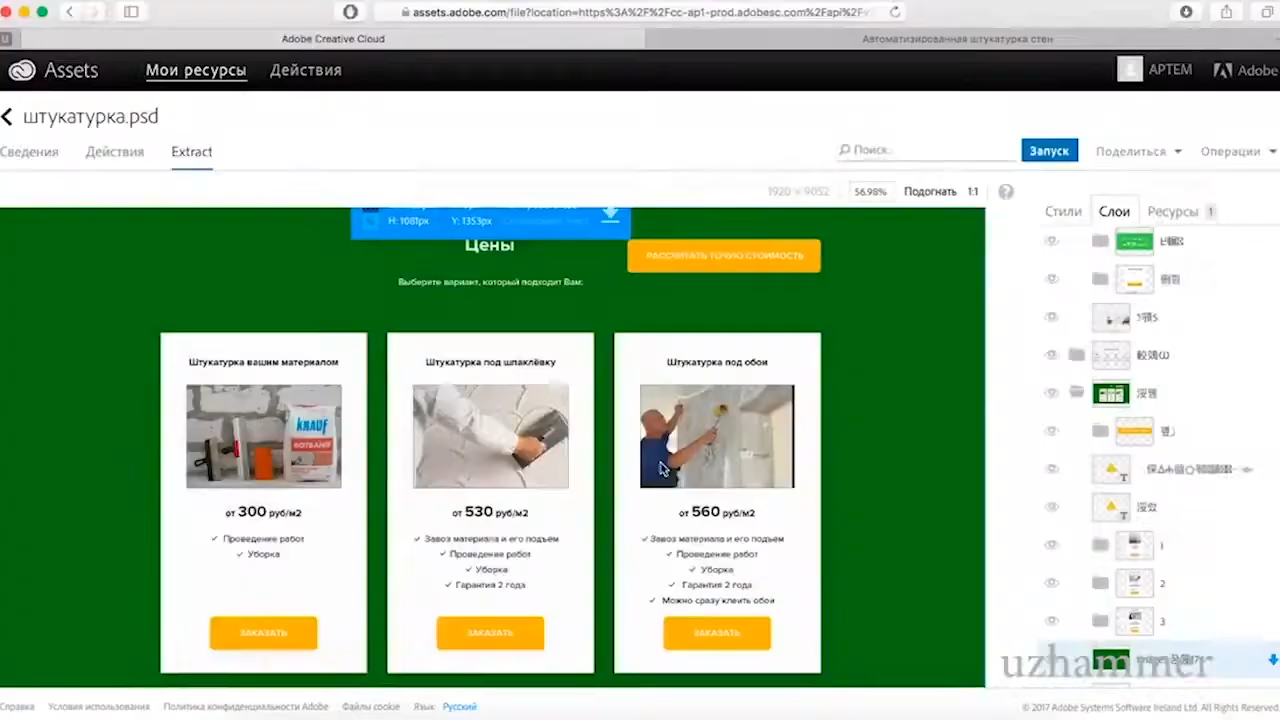 assets.adobe.com/file?location=https%3A%2F%2Fcc-ap1-prod.adobesc.com%2Fapi%2F
Adobe Creative Cloud
Автоматизированная штукатурка стен
Assets
Мои ресурсы
Действия
АРТЕМ
Adobe
штукатурка.psd
Сведения
Действия
Extract
Поиск
Запуск
Поделиться
Операции
1920 × 9052
56.98%
Подогнать
1:1
Стили
Слои
Ресурсы
1
H: 1081px
Y: 1353px
Цены
РАССЧИТАТЬ ТОЧНУЮ СТОИМОСТЬ
Выберите вариант, который подходит Вам:
Штукатурка вашим материалом
KNAUF
ROTBAND
от 300 руб/м2
✓ Проведение работ
✓ Уборка
ЗАКАЗАТЬ
Штукатурка под шпаклёвку
от 530 руб/м2
✓ Завоз материала и его подъем
✓ Проведение работ
✓ Уборка
✓ Гарантия 2 года
ЗАКАЗАТЬ
Штукатурка под обои
от 560 руб/м2
✓ Завоз материала и его подъем
✓ Проведение работ
✓ Уборка
✓ Гарантия 2 года
✓ Можно сразу клеить обои
ЗАКАЗАТЬ
1
2
3
uzhammer
Справка
Условия использования
Политика конфиденциальности Adobe
Файлы cookie
Язык:
Русский
© 2017 Adobe Systems Software Ireland Ltd. All Rights Reserved.